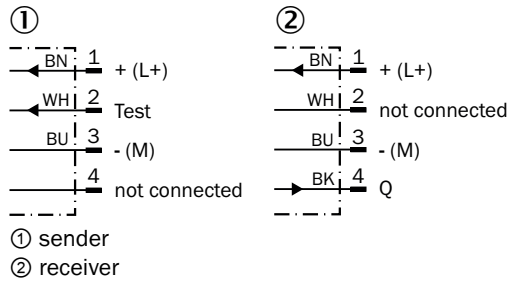 ① ②
BN 1 + (L+) BN 1 + (L+)
WH 2 Test WH 2 not connected
BU 3 - (M) BU 3 - (M)
4 not connected BK 4 Q
① sender
② receiver